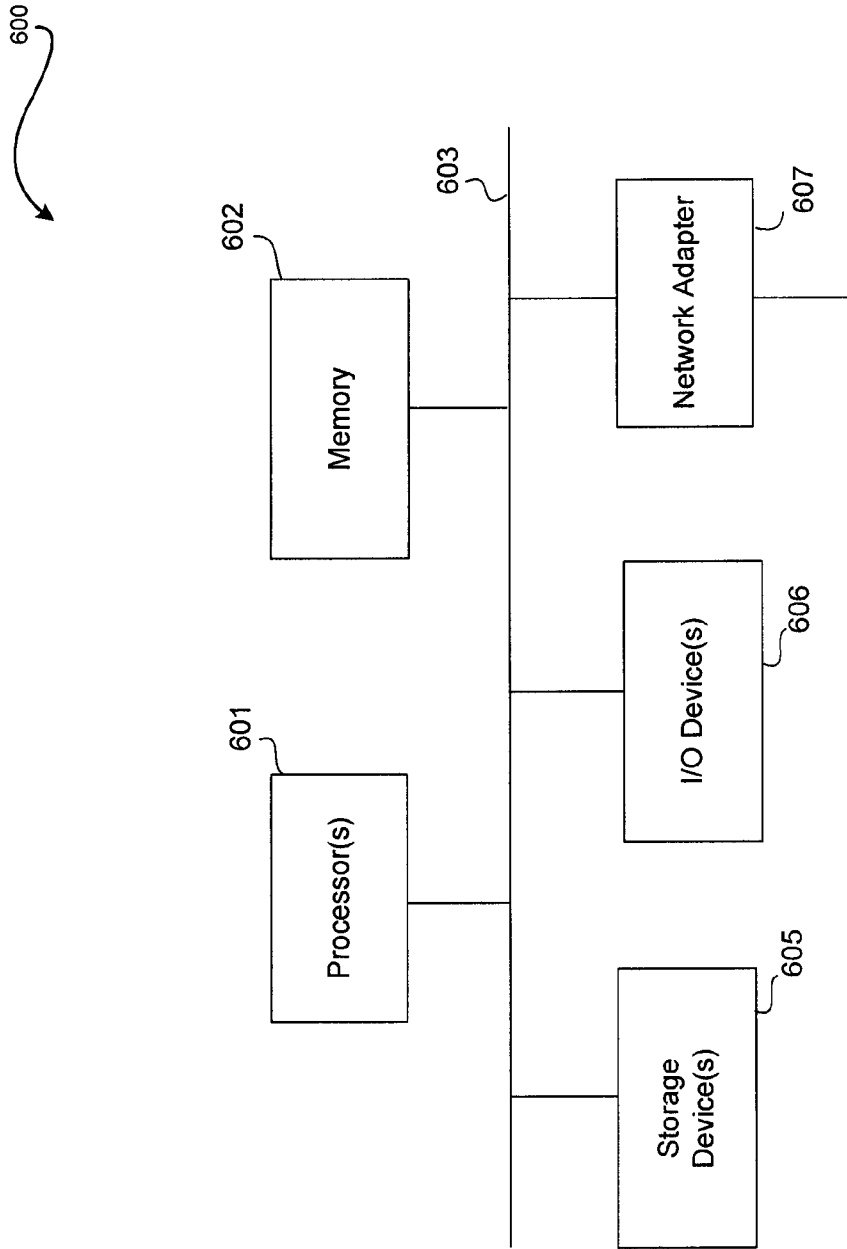 600
601
Processor(s)
602
Memory
603
Storage
Device(s)
605
I/O Device(s)
606
Network Adapter
607